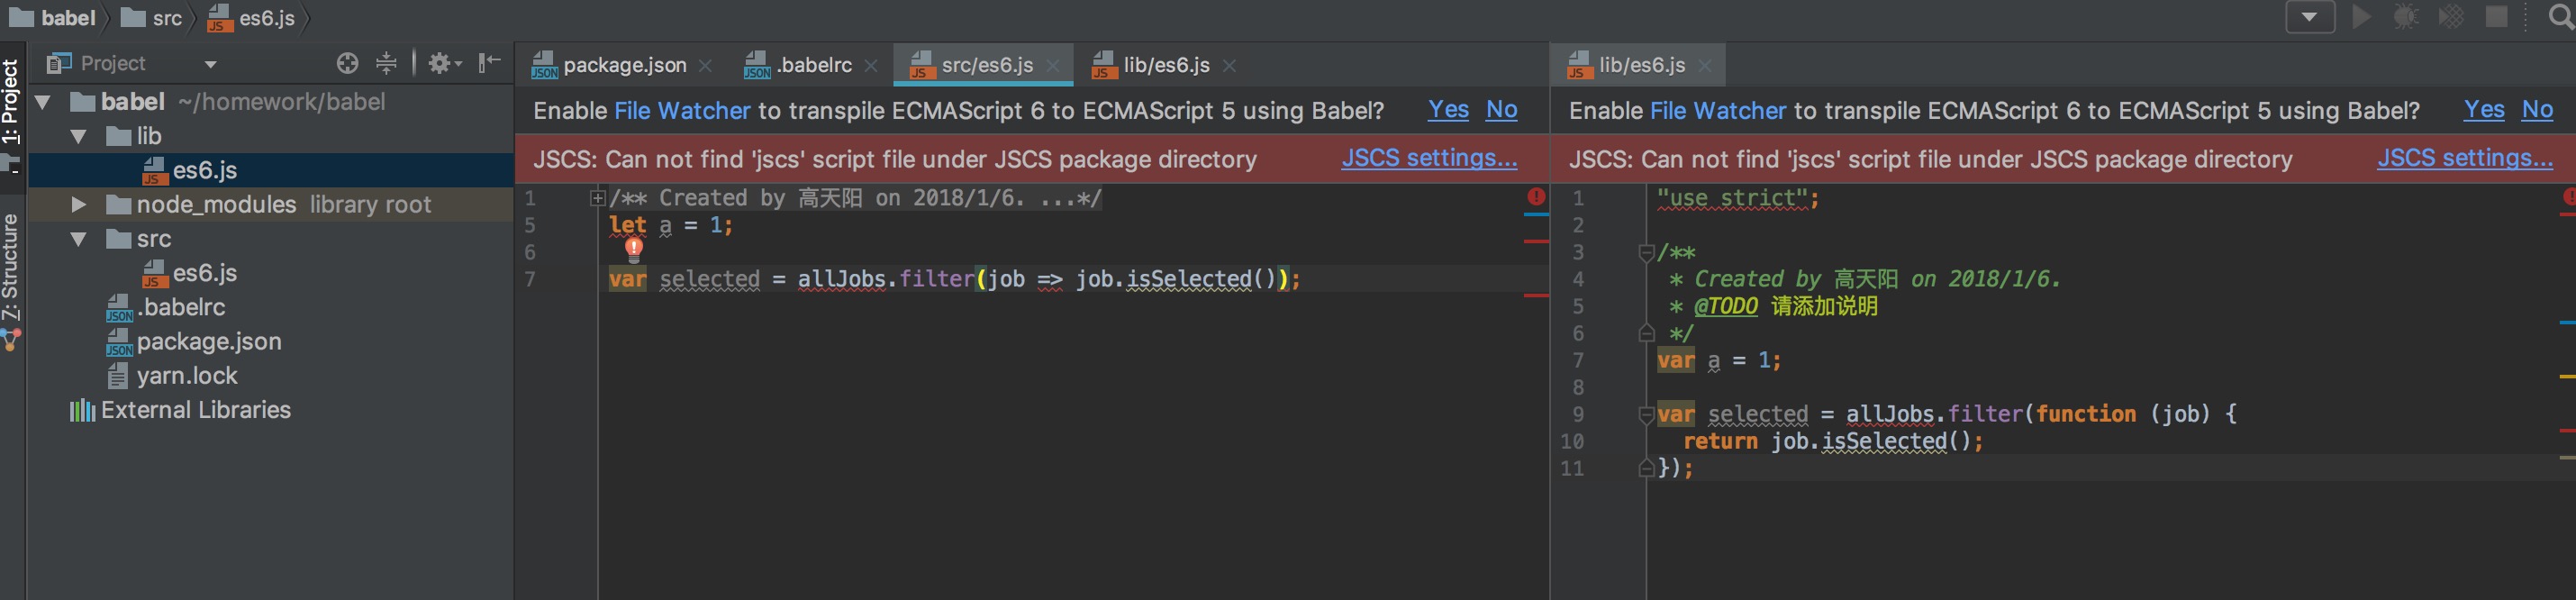 babel src es6.js
1: Project
Z: Structure
Project
babel ~/homework/babel
lib
JS es6.js
node_modules library root
src
JS es6.js
JSON .babelrc
JSON package.json
yarn.lock
External Libraries
JSON package.json JSON .babelrc JS src/es6.js JS lib/es6.js
Enable File Watcher to transpile ECMAScript 6 to ECMAScript 5 using Babel? Yes No
JSCS: Can not find 'jscs' script file under JSCS package directory JSCS settings...
1 /** Created by 高天阳 on 2018/1/6. ...*/
5 let a = 1;
6
7 var selected = allJobs.filter(job => job.isSelected());
JS lib/es6.js
Enable File Watcher to transpile ECMAScript 6 to ECMAScript 5 using Babel? Yes No
JSCS: Can not find 'jscs' script file under JSCS package directory JSCS settings...
1 "use strict";
2
3 /**
4 * Created by 高天阳 on 2018/1/6.
5 * @TODO 请添加说明
6 */
7 var a = 1;
8
9 var selected = allJobs.filter(function (job) {
10 return job.isSelected();
11 });